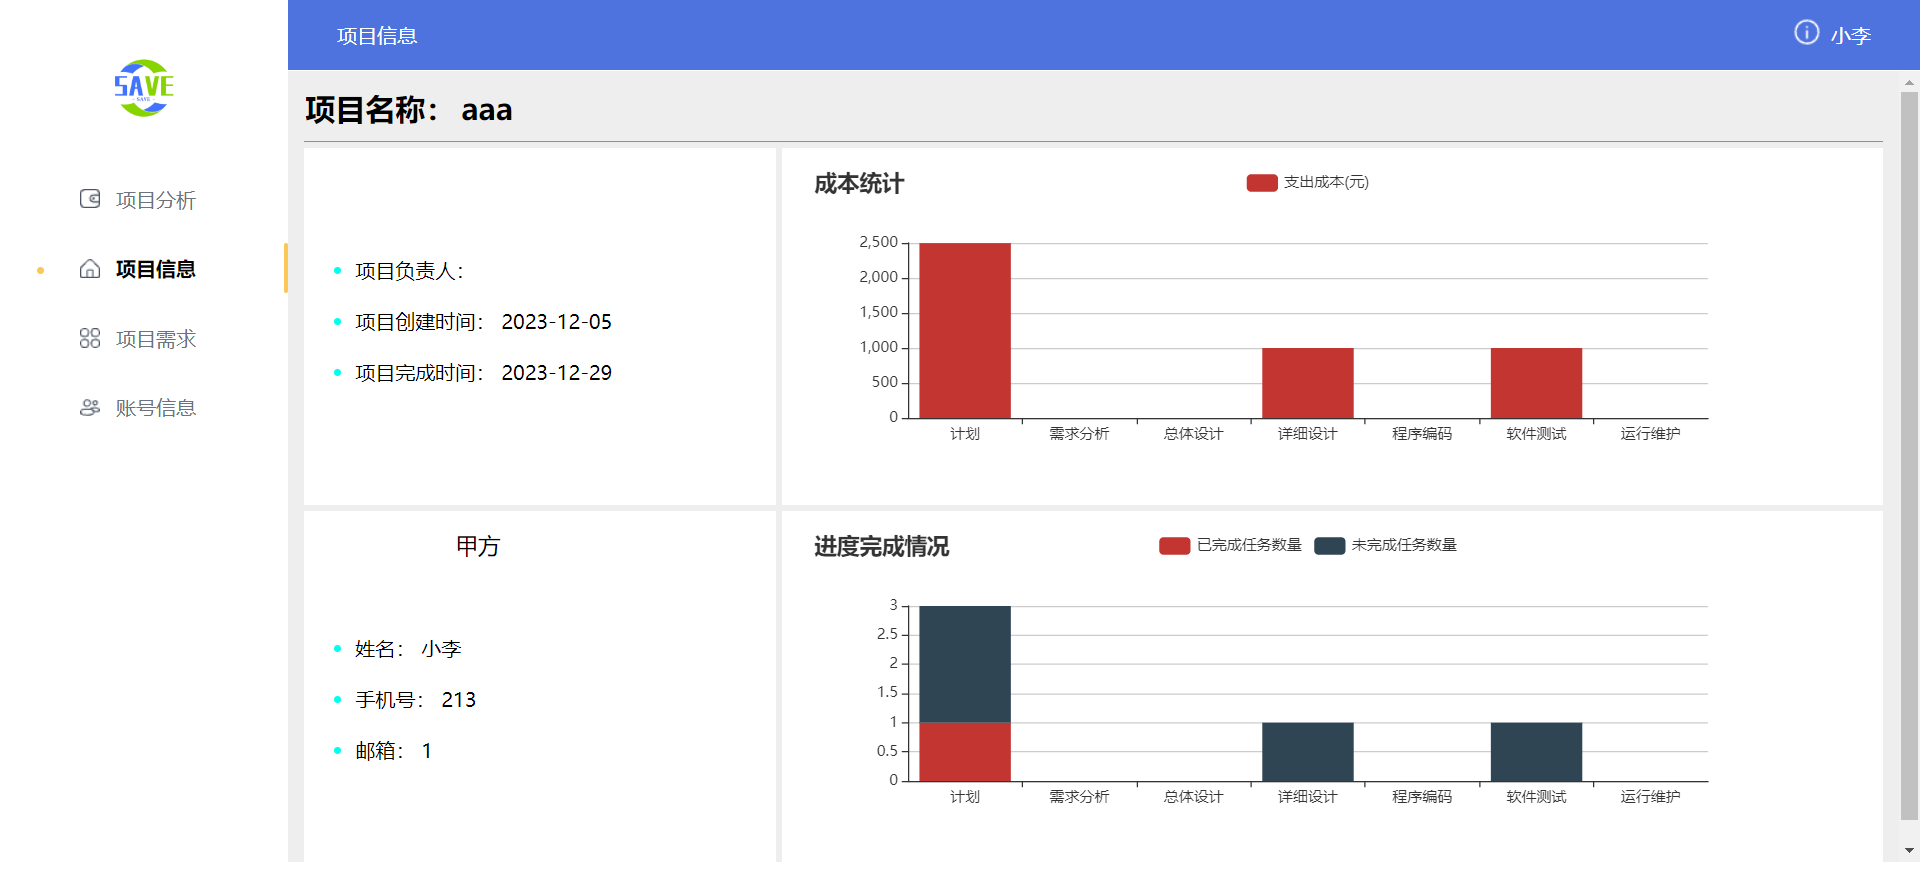 项目信息
小李
SAVE
- SAVE -
项目分析
项目信息
项目需求
账号信息
项目名称： aaa
项目负责人：
项目创建时间： 2023-12-05
项目完成时间： 2023-12-29
成本统计
支出成本(元)
2,500
2,000
1,500
1,000
500
0
计划 需求分析 总体设计 详细设计 程序编码 软件测试 运行维护
甲方
姓名： 小李
手机号： 213
邮箱： 1
进度完成情况
已完成任务数量 未完成任务数量
3
2.5
2
1.5
1
0.5
0
计划 需求分析 总体设计 详细设计 程序编码 软件测试 运行维护